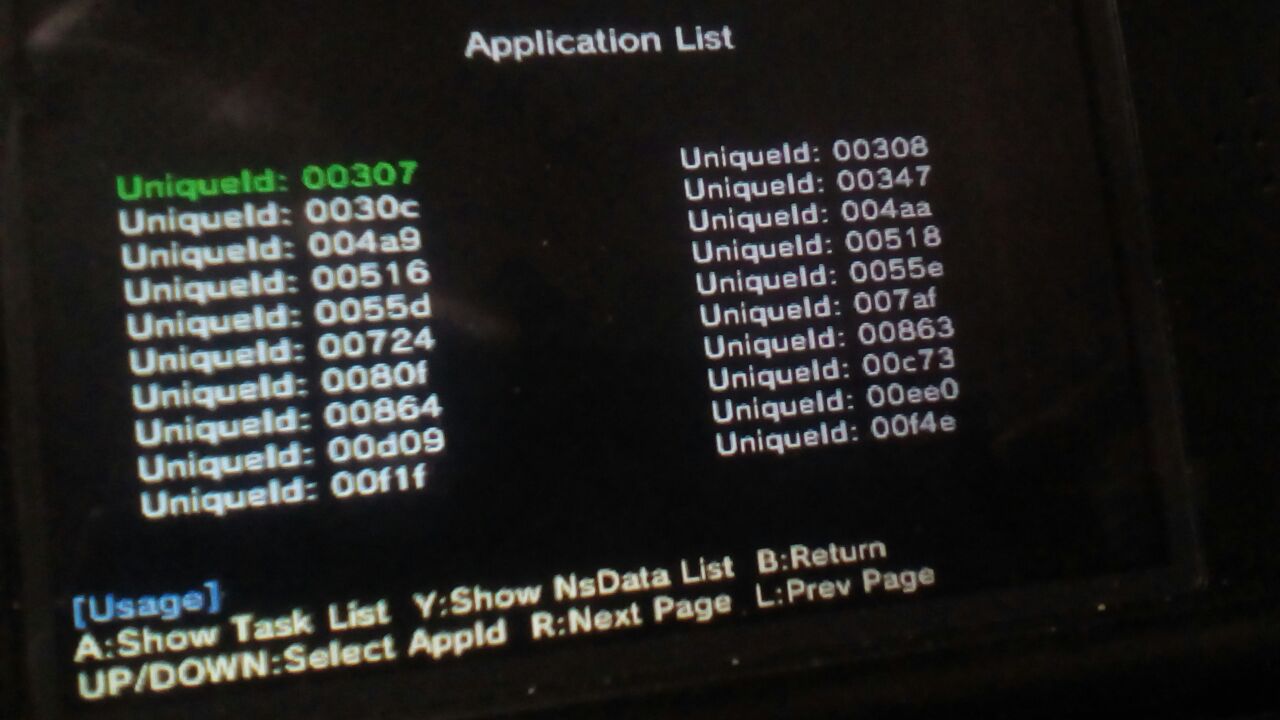 Application List
UniqueId: 00307
UniqueId: 0030c
UniqueId: 004a9
UniqueId: 00516
UniqueId: 0055d
UniqueId: 00724
UniqueId: 0080f
UniqueId: 00864
UniqueId: 00d09
UniqueId: 00f1f
UniqueId: 00308
UniqueId: 00347
UniqueId: 004aa
UniqueId: 00518
UniqueId: 0055e
UniqueId: 007af
UniqueId: 00863
UniqueId: 00c73
UniqueId: 00ee0
UniqueId: 00f4e
[Usage]
A:Show Task List Y:Show NsData List B:Return
UP/DOWN:Select AppId R:Next Page L:Prev Page